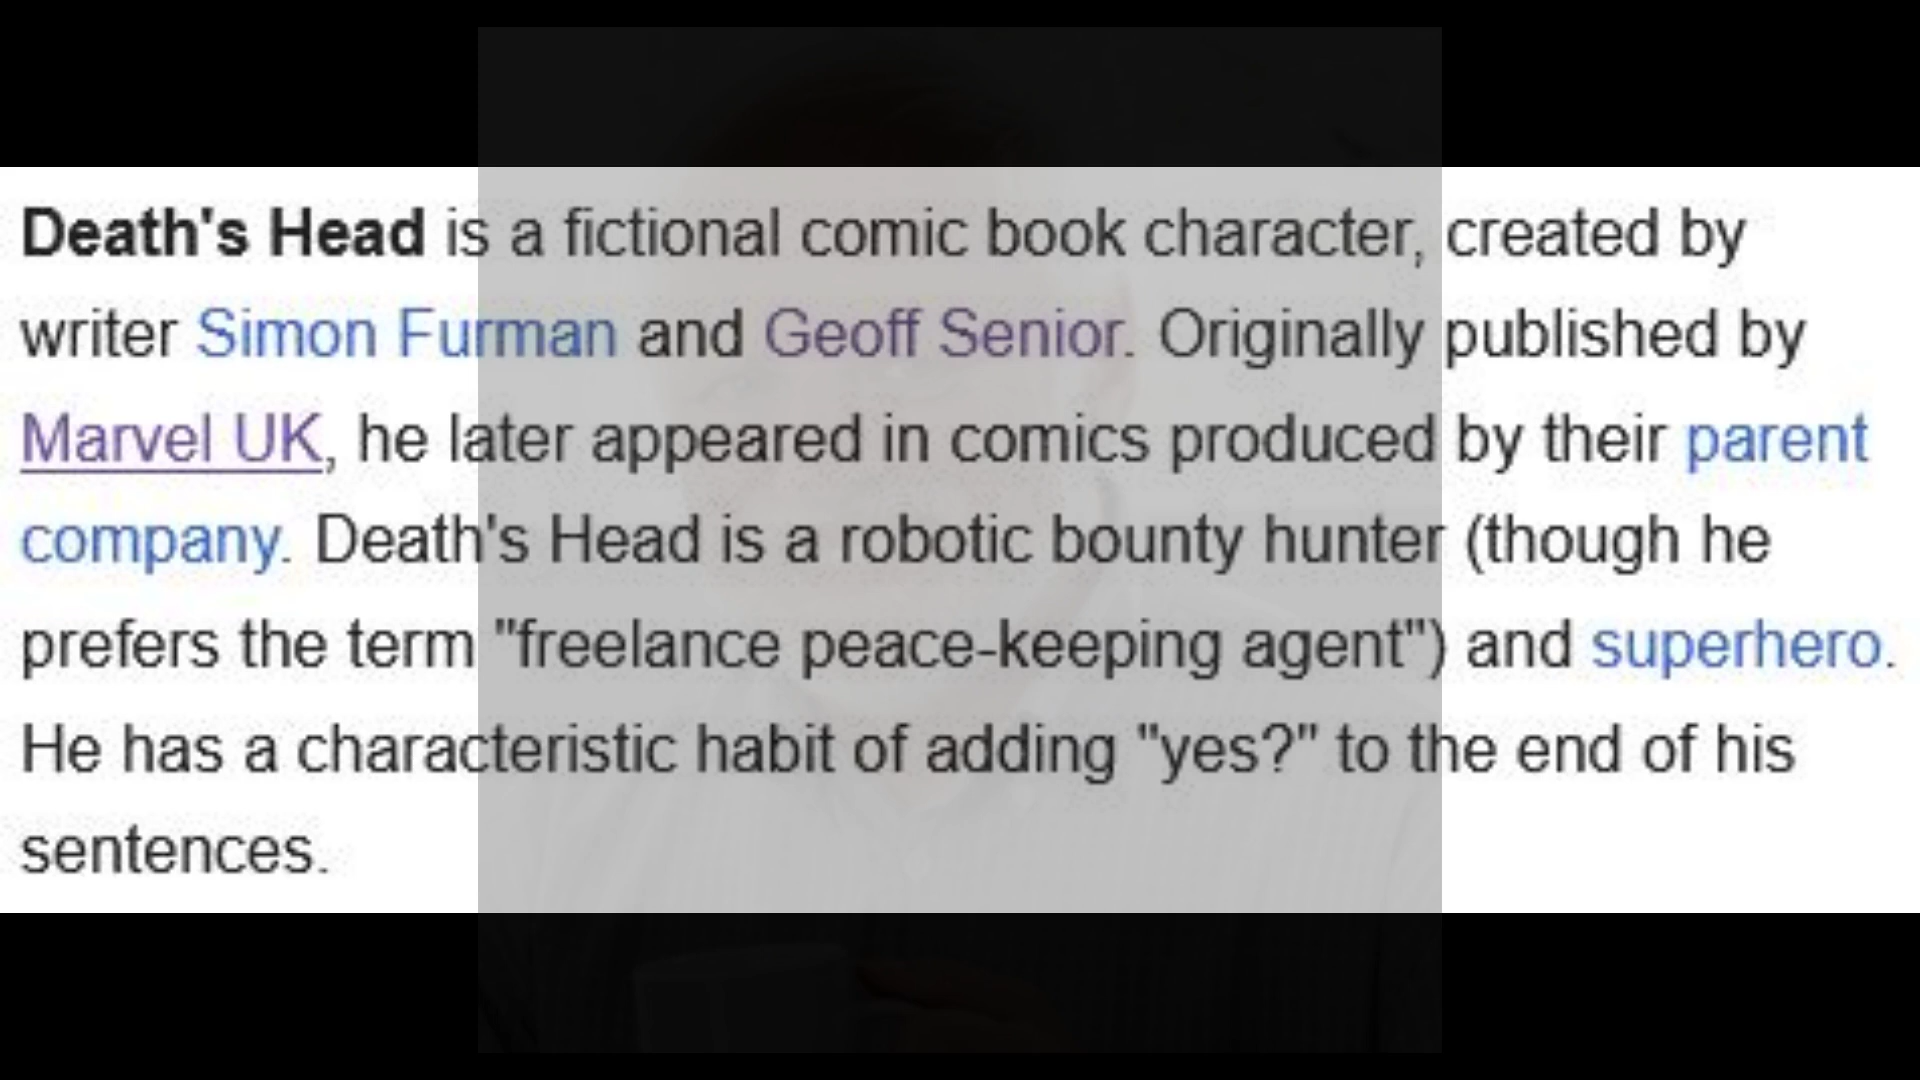 Death's Head is a fictional comic book character, created by
writer Simon Furman and Geoff Senior. Originally published by
Marvel UK, he later appeared in comics produced by their parent
company. Death's Head is a robotic bounty hunter (though he
prefers the term "freelance peace-keeping agent") and superhero.
He has a characteristic habit of adding "yes?" to the end of his
sentences.